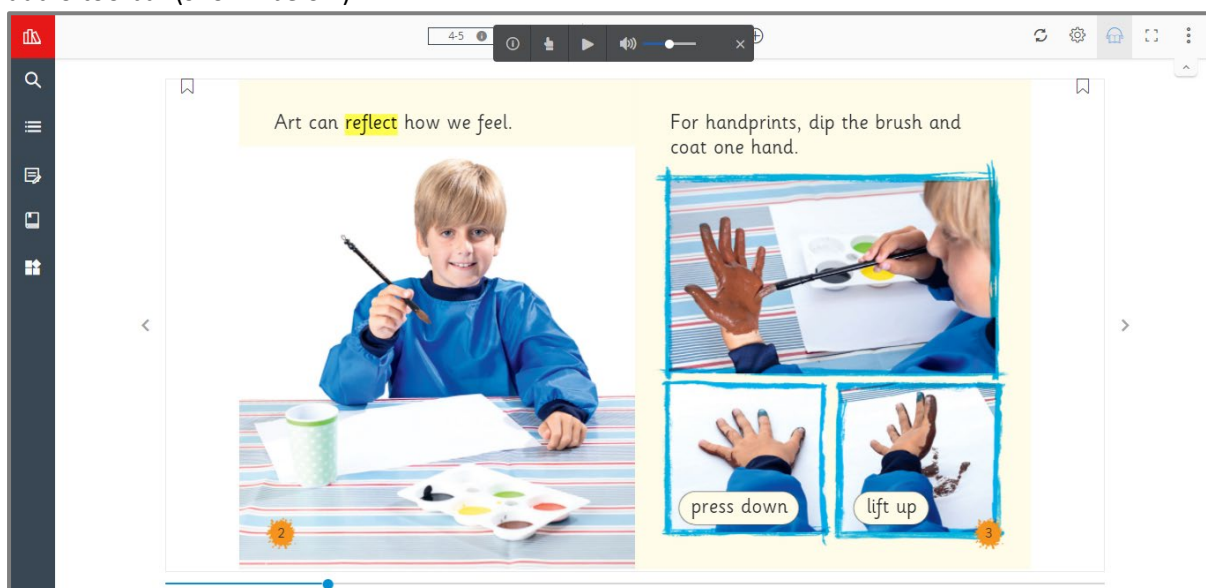 4-5
Art can reflect how we feel.
For handprints, dip the brush and
coat one hand.
press down
lift up
2
3